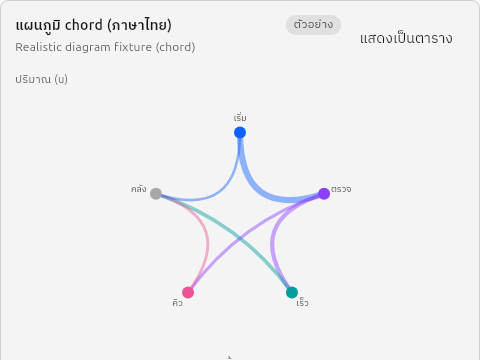 แผนภูมิ chord (ภาษาไทย)
ตัวอย่าง
แสดงเป็นตาราง
Realistic diagram fixture (chord)
ปริมาณ (น)
เริ่ม
คลัง
ตรวจ
คิว
เร็ว